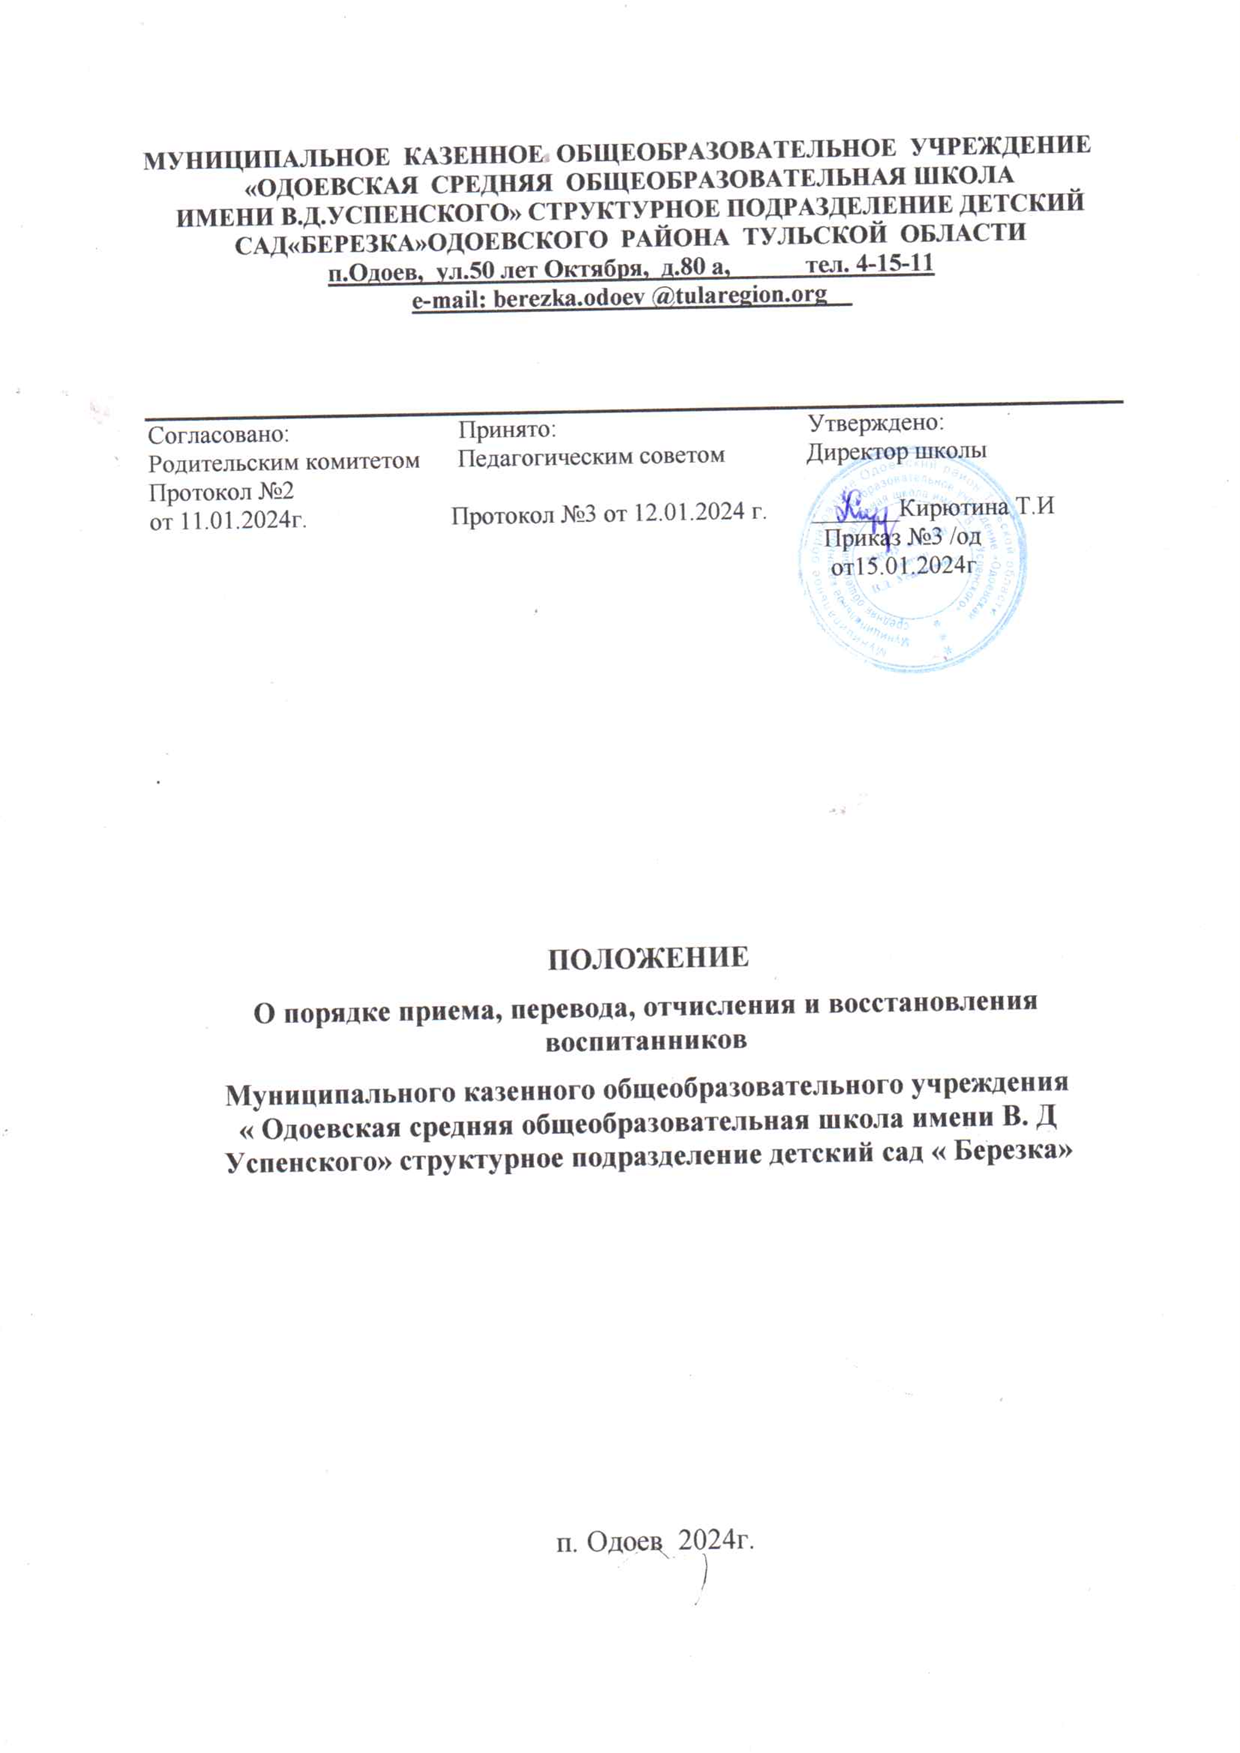 МУНИЦИПАЛЬНОЕ КАЗЕННОЕ ОБЩЕОБРАЗОВАТЕЛЬНОЕ УЧРЕЖДЕНИЕ
«ОДОЕВСКАЯ СРЕДНЯЯ ОБЩЕОБРАЗОВАТЕЛЬНАЯ ШКОЛА
ИМЕНИ В.Д.УСПЕНСКОГО» СТРУКТУРНОЕ ПОДРАЗДЕЛЕНИЕ ДЕТСКИЙ
САД«БЕРЕЗКА»ОДОЕВСКОГО РАЙОНА ТУЛЬСКОЙ ОБЛАСТИ
п.Одоев, ул.50 лет Октября, д.80 а, тел. 4-15-11
e-mail: berezka.odoev @tularegion.org
Согласовано:
Родительским комитетом
Протокол №2
от 11.01.2024г.
Принято:
Педагогическим советом
Протокол №3 от 12.01.2024 г.
Утверждено:
Директор школы
Кирютина Т.И
Приказ №3 /од
от15.01.2024г
ПОЛОЖЕНИЕ
О порядке приема, перевода, отчисления и восстановления
воспитанников
Муниципального казенного общеобразовательного учреждения
« Одоевская средняя общеобразовательная школа имени В. Д
Успенского» структурное подразделение детский сад « Березка»
п. Одоев 2024г.